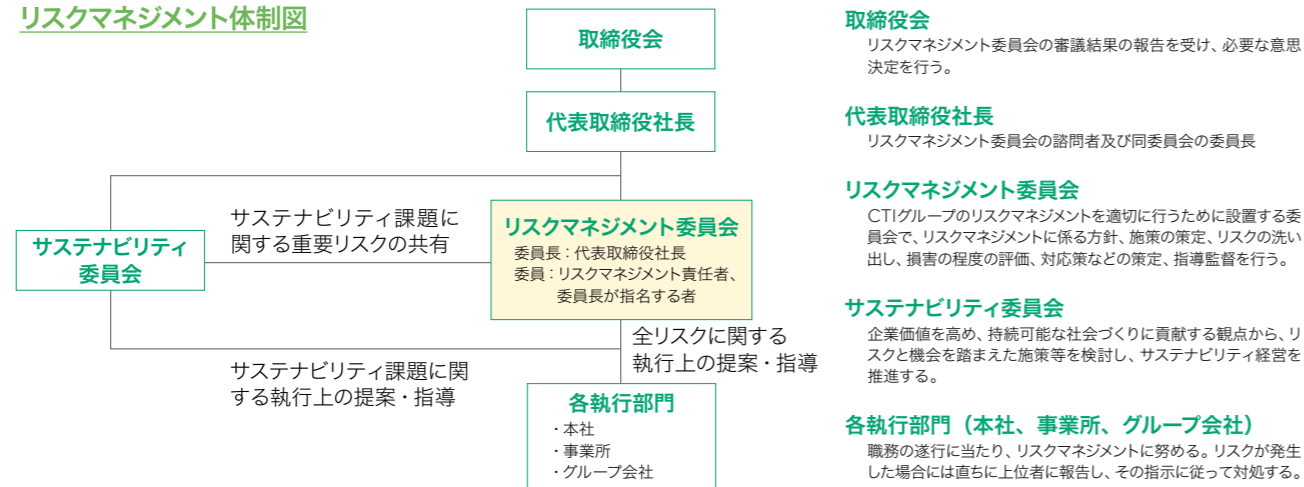 リスクマネジメント体制図
取締役会
代表取締役社長
サステナビリティ課題に
関する重要リスクの共有
サステナビリティ
委員会
リスクマネジメント委員会
委員長：代表取締役社長
委員：リスクマネジメント責任者、
委員長が指名する者
全リスクに関する
執行上の提案・指導
サステナビリティ課題に関
する執行上の提案・指導
各執行部門
・本社
・事業所
・グループ会社
取締役会
リスクマネジメント委員会の審議結果の報告を受け、必要な意思
決定を行う。
代表取締役社長
リスクマネジメント委員会の諮問者及び同委員会の委員長
リスクマネジメント委員会
CTIグループのリスクマネジメントを適切に行うために設置する委
員会で、リスクマネジメントに係る方針、施策の策定、リスクの洗い
出し、損害の程度の評価、対応策などの策定、指導監督を行う。
サステナビリティ委員会
企業価値を高め、持続可能な社会づくりに貢献する観点から、リ
スクと機会を踏まえた施策等を検討し、サステナビリティ経営を
推進する。
各執行部門（本社、事業所、グループ会社）
職務の遂行に当たり、リスクマネジメントに努める。リスクが発生
した場合には直ちに上位者に報告し、その指示に従って対処する。